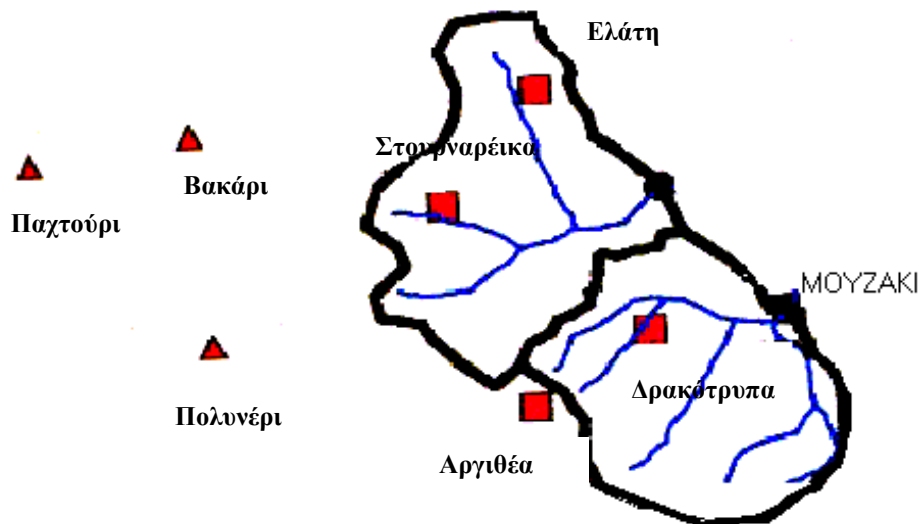 Ελάτη
Στουρναρέικα
Βακάρι
Παχτούρι
ΜΟΥΖΑΚΙ
Δρακότρυπα
Πολυνέρι
Αργιθέα